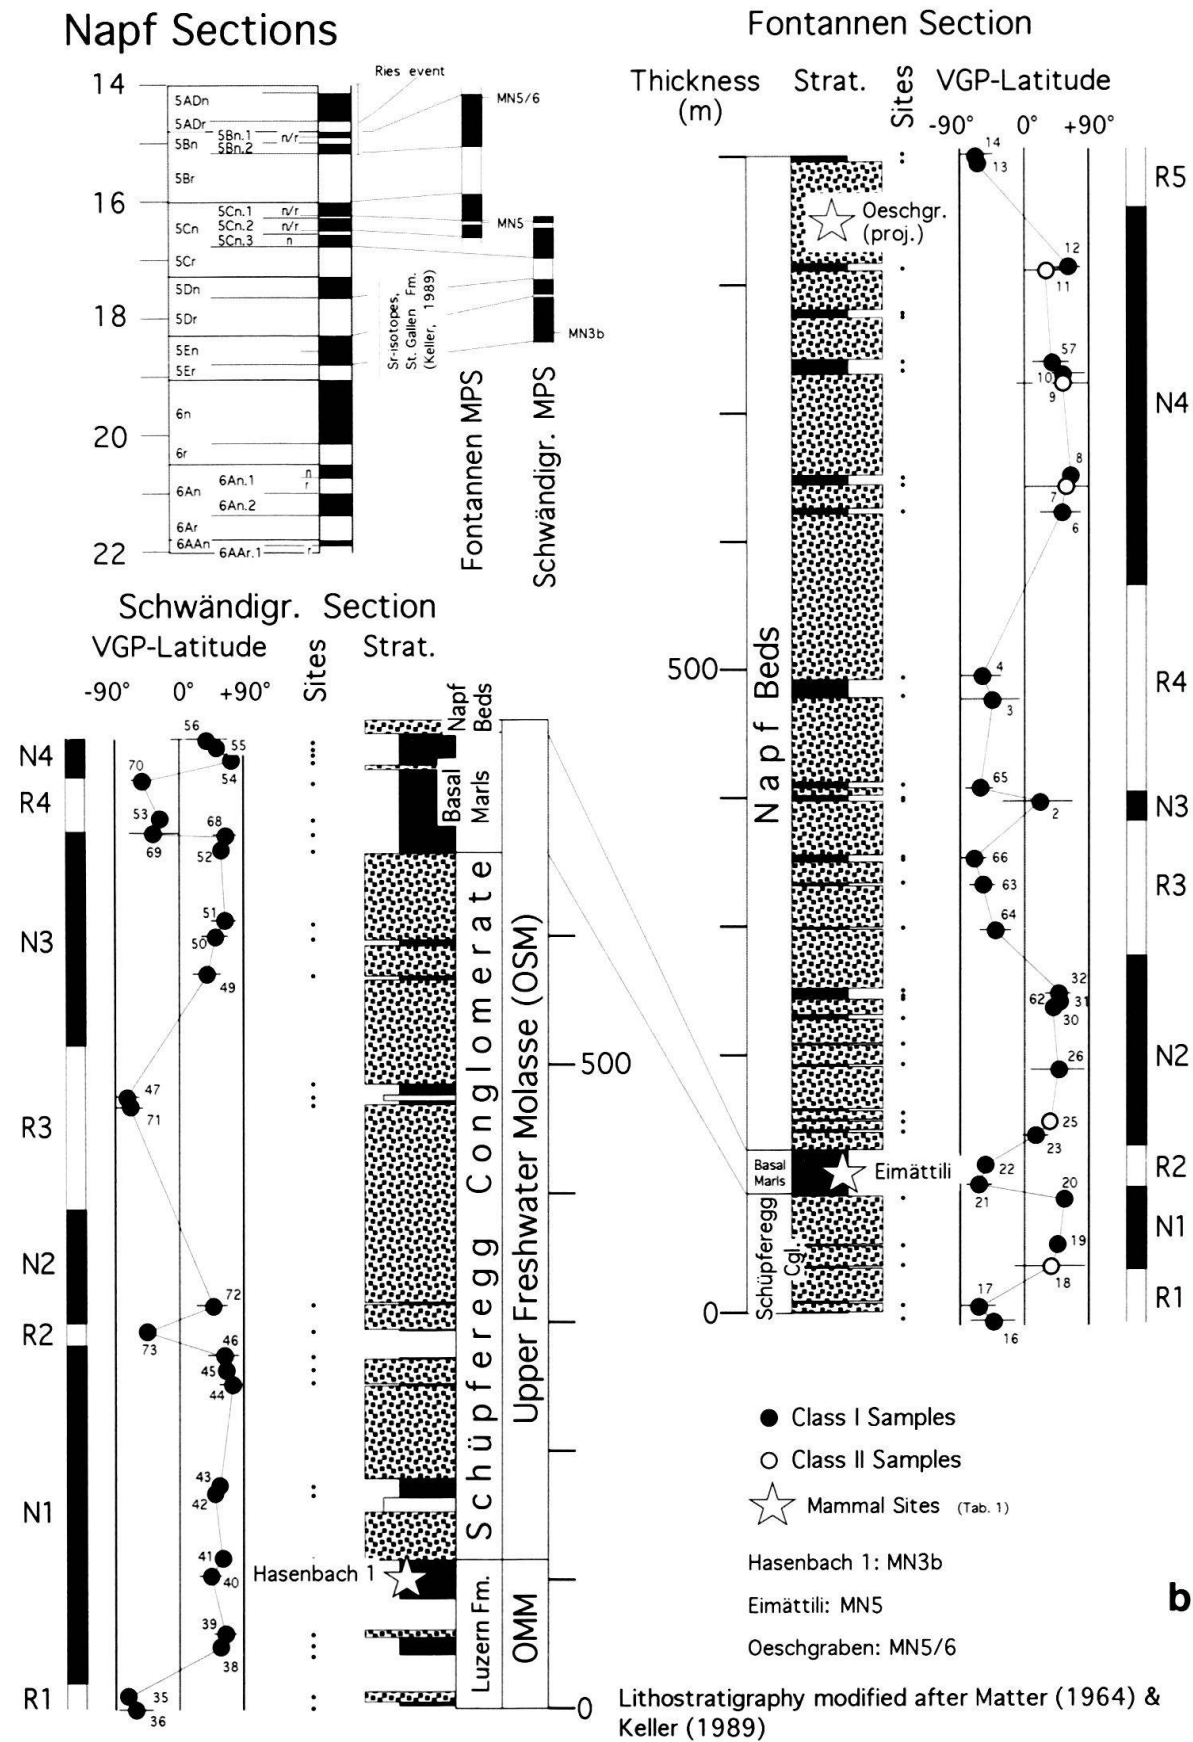 Napf Sections
Ries event
14
16
18
20
22
5ADn
5ADr
5Bn
5Bn.1
n/r
5Bn.2
5Br
5Cn
5Cn.1 n/r
5Cn.2 n/r
5Cn.3 n
5Cr
5Dn
5Dr
5En
5Er
6n
6r
6An
6An.1
n
r
6An.2
6Ar
6AAn
6AAr.1 r
MN5/6
MN5
MN3b
Sr-isotopes,
St. Gallen Fm.
(Keller, 1989)
Fontannen MPS
Schwändigr. MPS
Schwändigr. Section
VGP-Latitude
Sites
Strat.
-90° 0° +90°
N4
R4
N3
R3
N2
R2
N1
R1
56
55
54
70
53
69
68
52
51
50
49
47
71
72
73
46
45
44
43
42
41
40
39
38
35
36
Hasenbach 1
Napf
Beds
Basal
Marls
Schüpferegg Conglomerate
Luzern Fm.
Upper Freshwater Molasse (OSM)
OMM
500
0
Fontannen Section
Thickness
(m)
Strat.
Sites
VGP-Latitude
-90° 0° +90°
500
0
Napf Beds
Basal
Marls
Schüpferegg
Cgl.
Oeschgr.
(proj.)
Eimättili
14
13
12
11
57
10
9
8
7
6
4
3
65
2
66
63
64
32
62
31
30
26
25
23
22
21
20
19
18
17
16
R5
N4
R4
N3
R3
N2
R2
N1
R1
Class I Samples
Class II Samples
Mammal Sites (Tab. 1)
Hasenbach 1: MN3b
Eimättili: MN5
Oeschgraben: MN5/6
b
Lithostratigraphy modified after Matter (1964) &
Keller (1989)